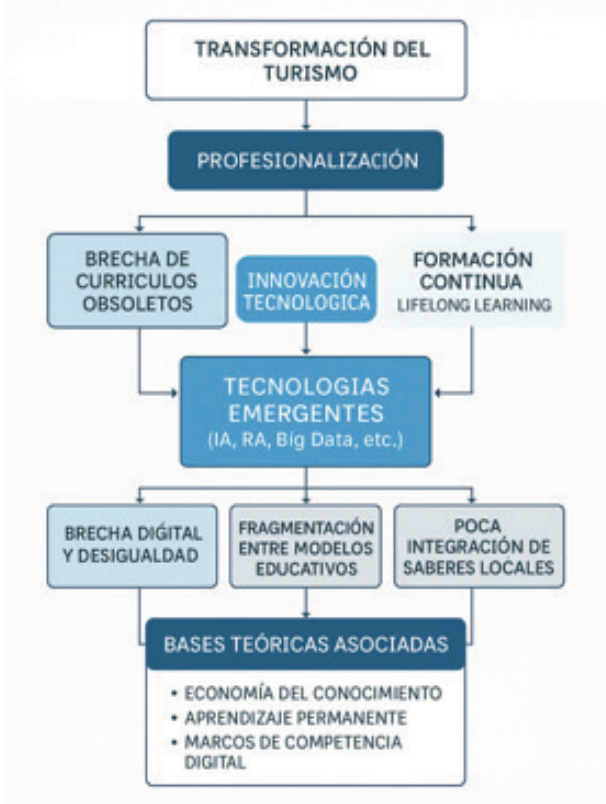 TRANSFORMACIÓN DEL
TURISMO
PROFESIONALIZACIÓN
BRECHA DE
CURRICULOS
OBSOLETOS
INNOVACIÓN
TECNOLOGICA
FORMACIÓN
CONTINUA
LIFELONG LEARNING
TECNOLOGIAS
EMERGENTES
(IA, RA, Big Data, etc.)
BRECHA DIGITAL
Y DESIGUALDAD
FRAGMENTACIÓN
ENTRE MODELOS
EDUCATIVOS
POCA
INTEGRACIÓN DE
SABERES LOCALES
BASES TEÓRICAS ASOCIADAS
• ECONOMÍA DEL CONOCIMIENTO
• APRENDIZAJE PERMANENTE
• MARCOS DE COMPETENCIA
DIGITAL